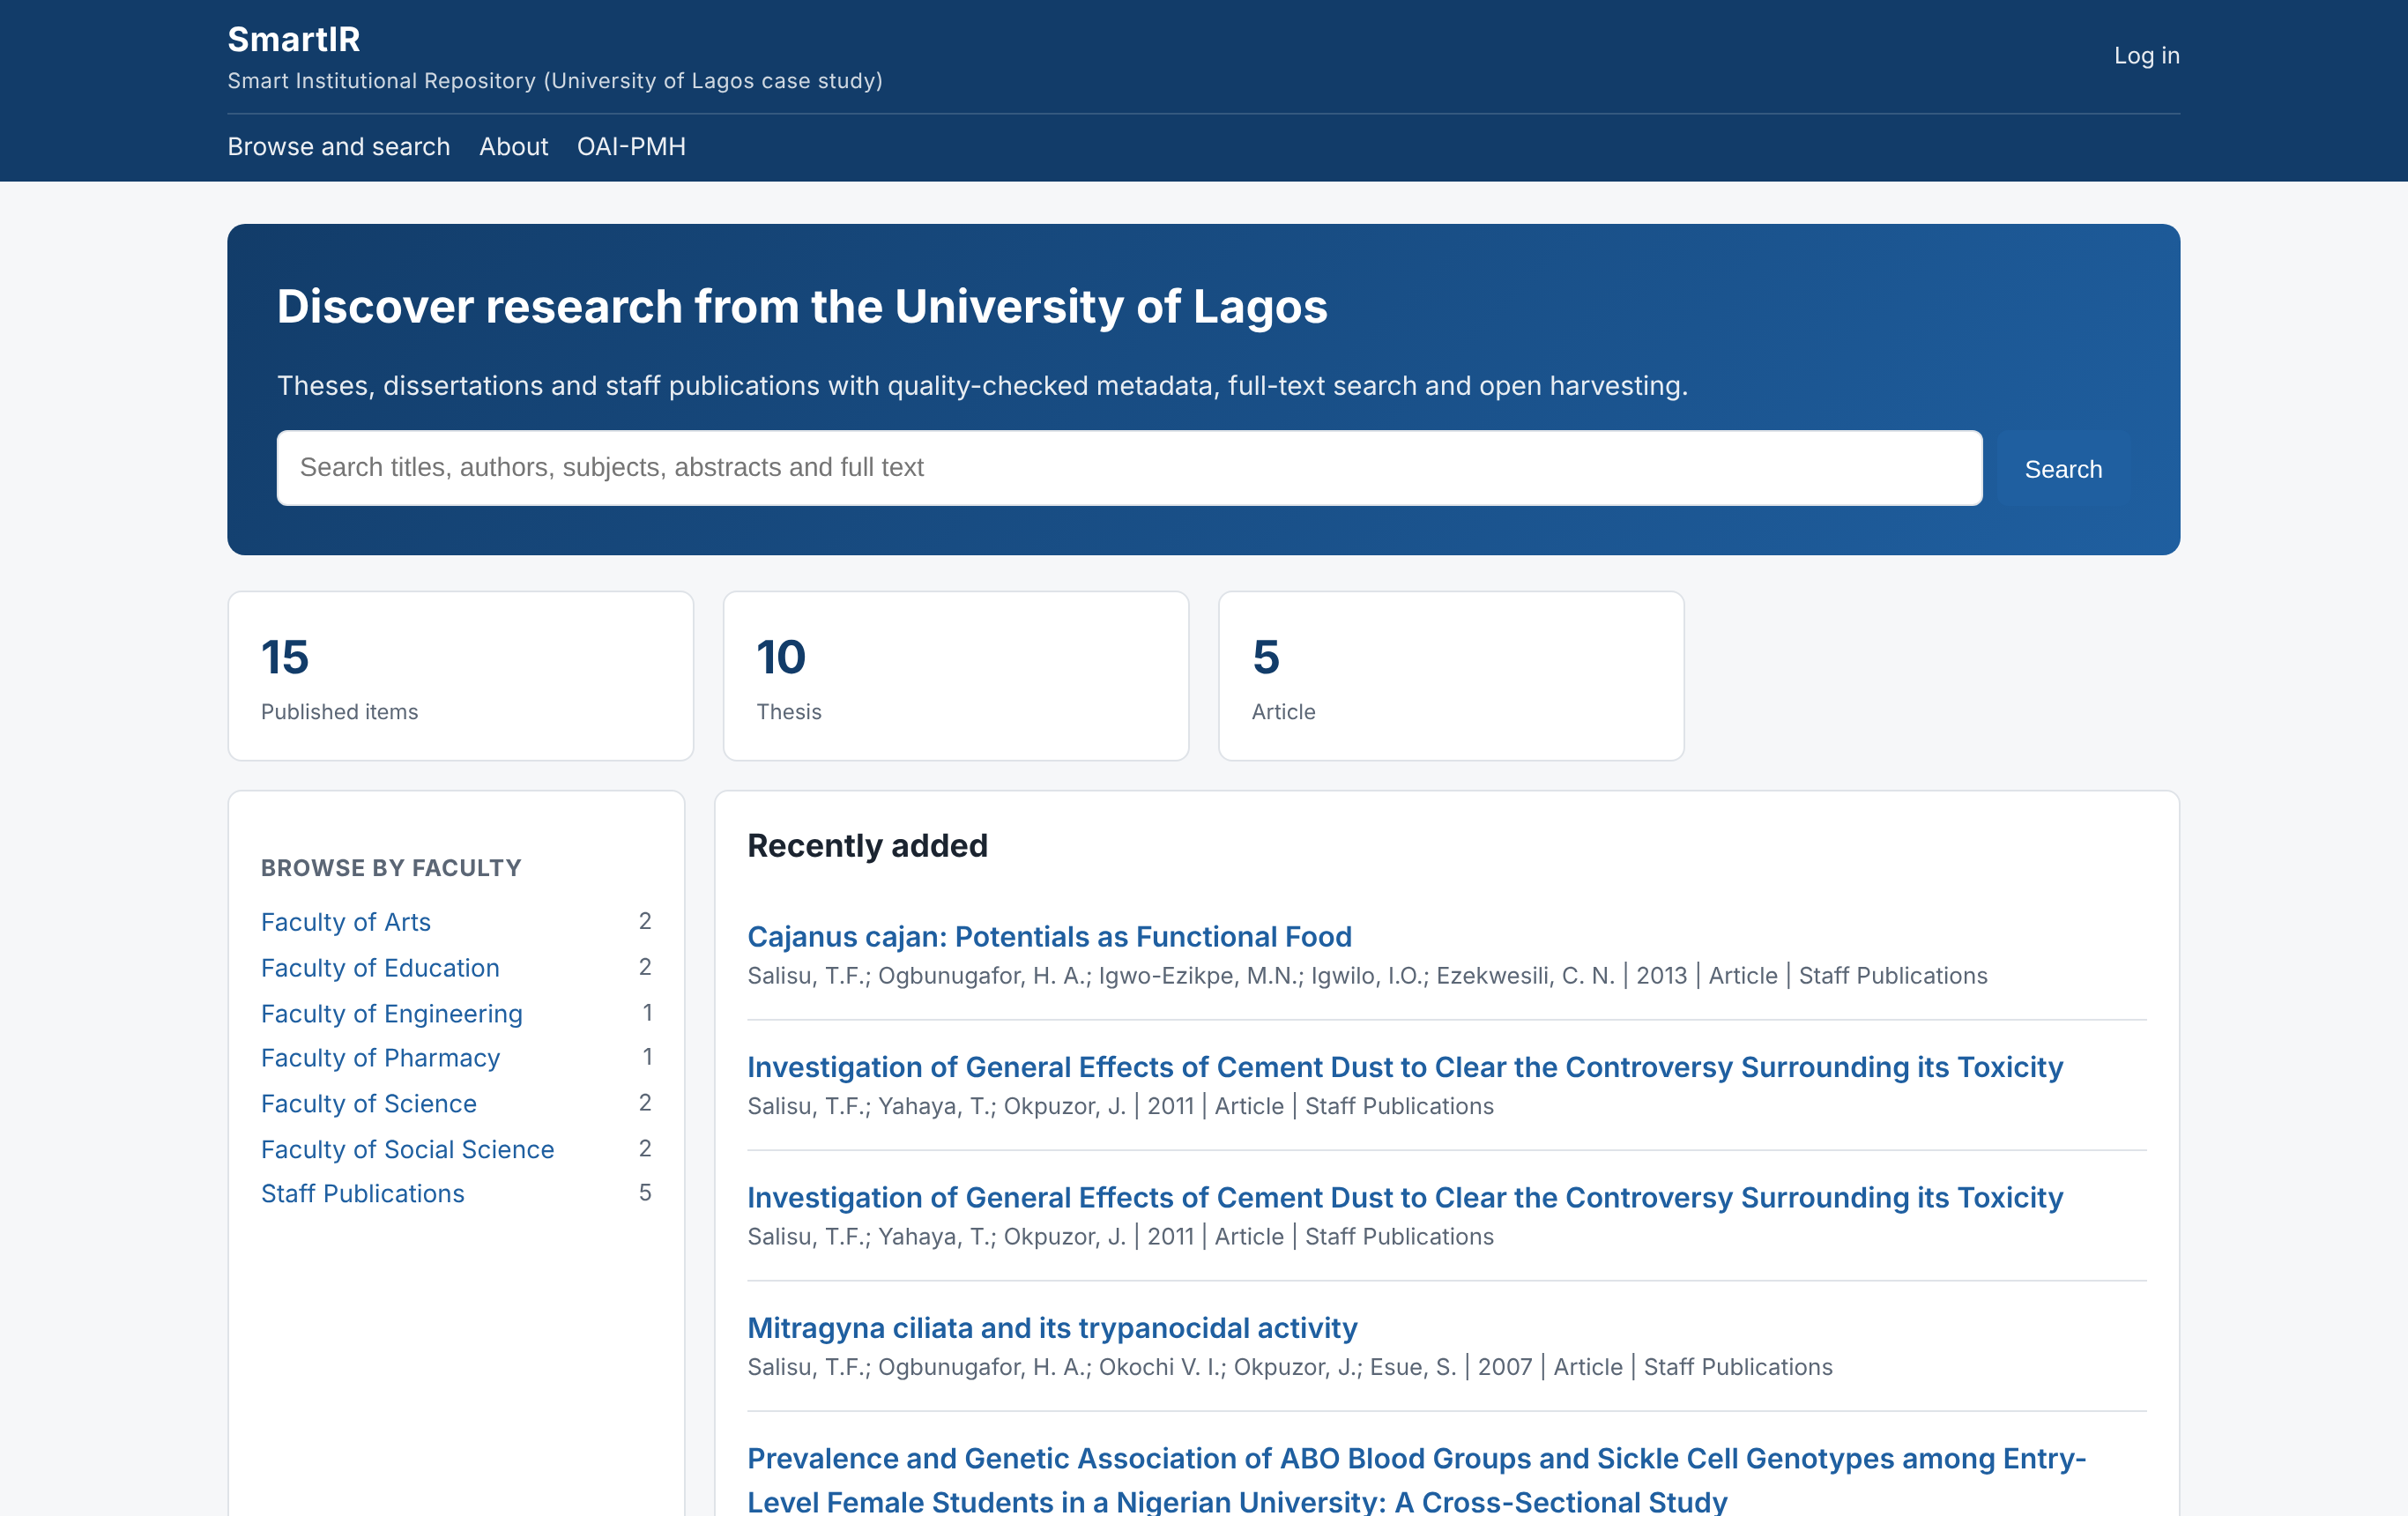 SmartIR
Smart Institutional Repository (University of Lagos case study)
Log in
Browse and search About OAI-PMH
Discover research from the University of Lagos
Theses, dissertations and staff publications with quality-checked metadata, full-text search and open harvesting.
Search titles, authors, subjects, abstracts and full text
Search
15
Published items
10
Thesis
5
Article
BROWSE BY FACULTY
Faculty of Arts 2
Faculty of Education 2
Faculty of Engineering 1
Faculty of Pharmacy 1
Faculty of Science 2
Faculty of Social Science 2
Staff Publications 5
Recently added
Cajanus cajan: Potentials as Functional Food
Salisu, T.F.; Ogbunugafor, H. A.; Igwo-Ezikpe, M.N.; Igwilo, I.O.; Ezekwesili, C. N. | 2013 | Article | Staff Publications
Investigation of General Effects of Cement Dust to Clear the Controversy Surrounding its Toxicity
Salisu, T.F.; Yahaya, T.; Okpuzor, J. | 2011 | Article | Staff Publications
Investigation of General Effects of Cement Dust to Clear the Controversy Surrounding its Toxicity
Salisu, T.F.; Yahaya, T.; Okpuzor, J. | 2011 | Article | Staff Publications
Mitragyna ciliata and its trypanocidal activity
Salisu, T.F.; Ogbunugafor, H. A.; Okochi V. I.; Okpuzor, J.; Esue, S. | 2007 | Article | Staff Publications
Prevalence and Genetic Association of ABO Blood Groups and Sickle Cell Genotypes among Entry-
Level Female Students in a Nigerian University: A Cross-Sectional Study